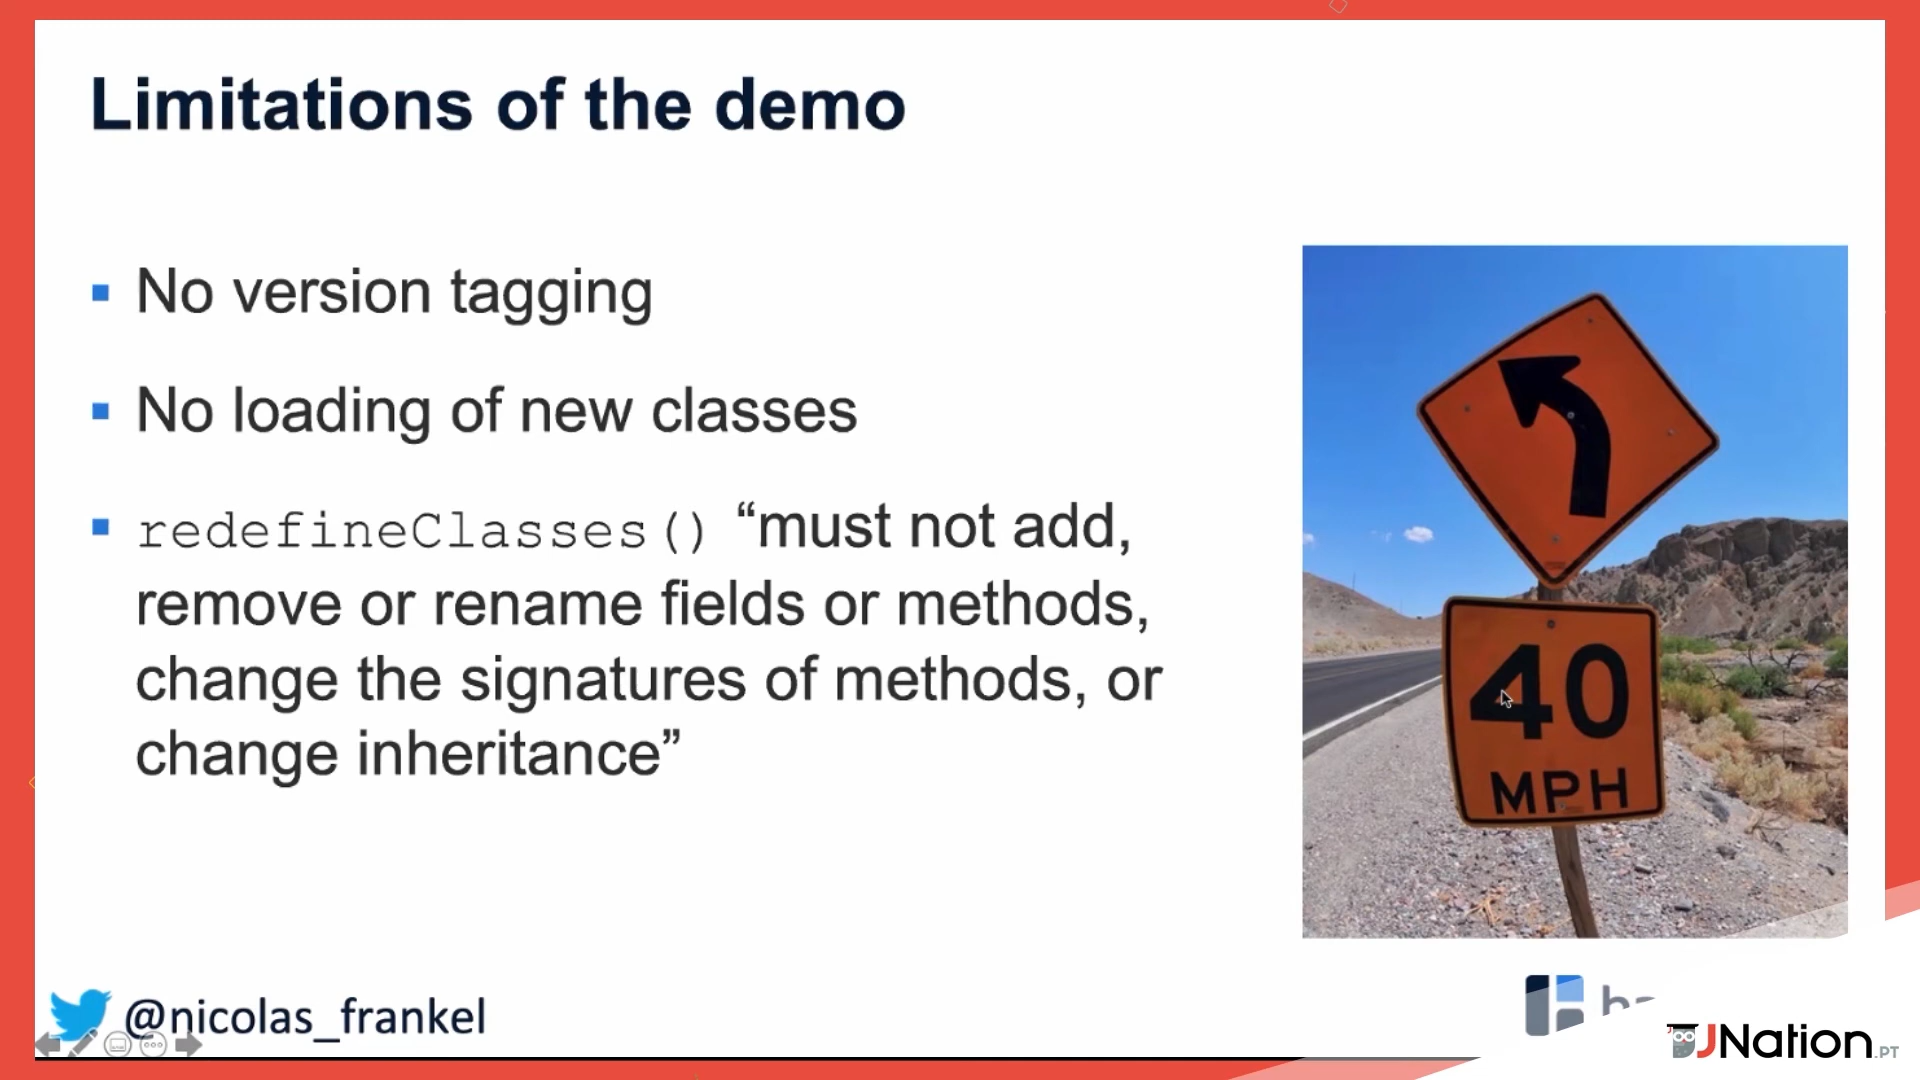 Limitations of the demo
No version tagging
No loading of new classes
redefineClasses() “must not add,
remove or rename fields or methods,
change the signatures of methods, or
change inheritance”
40
MPH
@nicolas_frankel
JNation.PT